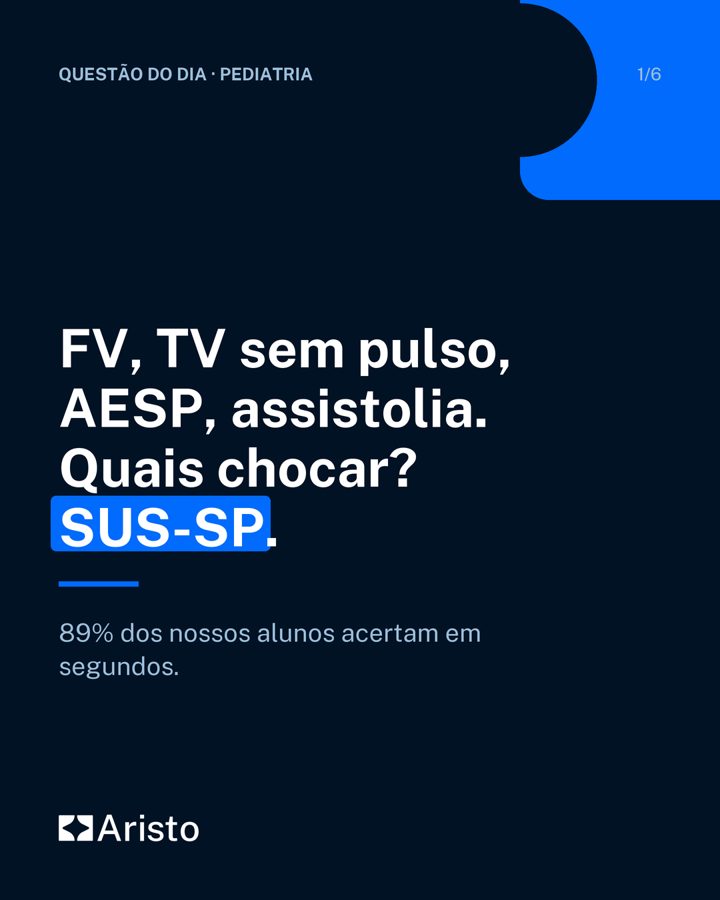 QUESTÃO DO DIA · PEDIATRIA
1/6
FV, TV sem pulso,
AESP, assistolia.
Quais chocar?
SUS-SP.
89% dos nossos alunos acertam em
segundos.
Aristo